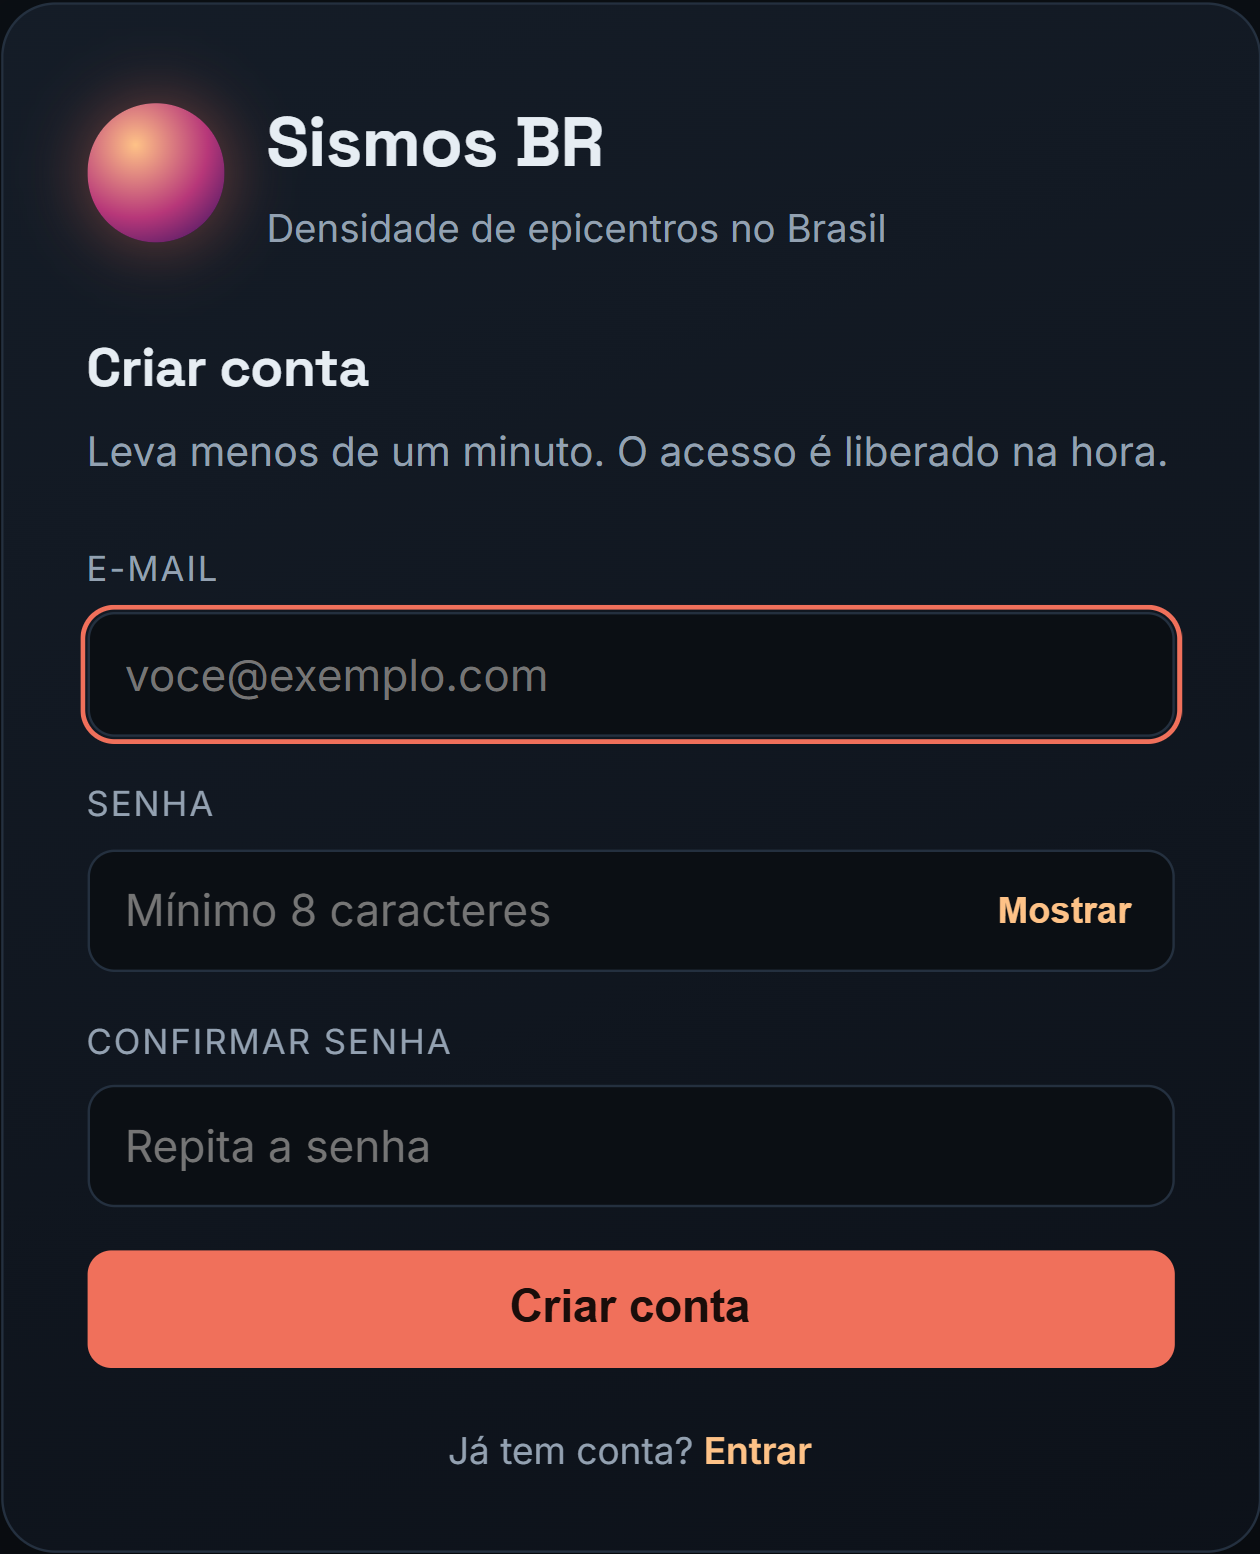 Sismos BR
Densidade de epicentros no Brasil
Criar conta
Leva menos de um minuto. O acesso é liberado na hora.
E-MAIL
voce@exemplo.com
SENHA
Mínimo 8 caracteres
Mostrar
CONFIRMAR SENHA
Repita a senha
Criar conta
Já tem conta? Entrar